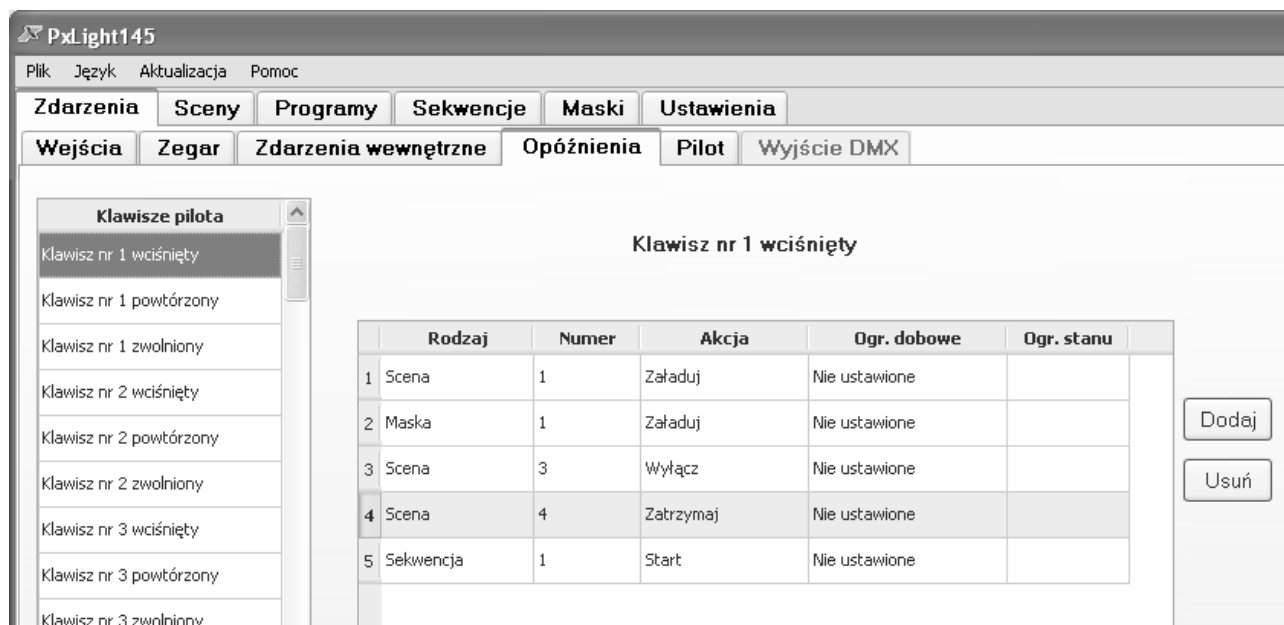 PxLight145
Plik Język Aktualizacja Pomoc
Zdarzenia Sceny Programy Sekwencje Maski Ustawienia
Wejścia Zegar Zdarzenia wewnętrzne Opóźnienia Pilot Wyjście DMX
Klawisze pilota
Klawisz nr 1 wciśnięty
Klawisz nr 1 powtórzony
Klawisz nr 1 zwolniony
Klawisz nr 2 wciśnięty
Klawisz nr 2 powtórzony
Klawisz nr 2 zwolniony
Klawisz nr 3 wciśnięty
Klawisz nr 3 powtórzony
Klawisz nr 3 zwolniony
Klawisz nr 1 wciśnięty
Rodzaj Numer Akcja Ogr. dobowe Ogr. stanu
1 Scena 1 Załaduj Nie ustawione
2 Maska 1 Załaduj Nie ustawione
3 Scena 3 Wyłącz Nie ustawione
4 Scena 4 Zatrzymaj Nie ustawione
5 Sekwencja 1 Start Nie ustawione
Dodaj
Usuń